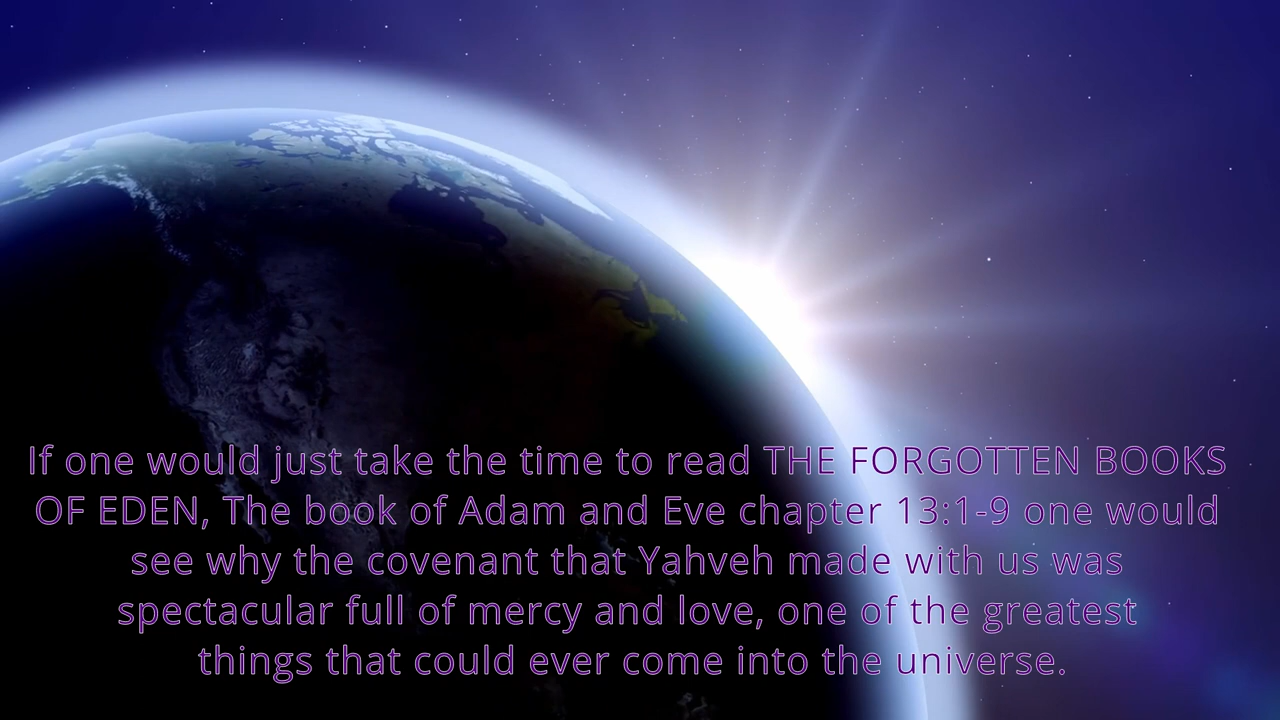 If one would just take the time to read THE FORGOTTEN BOOKS
OF EDEN, The book of Adam and Eve chapter 13:1-9 one would
see why the covenant that Yahveh made with us was
spectacular full of mercy and love, one of the greatest
things that could ever come into the universe.